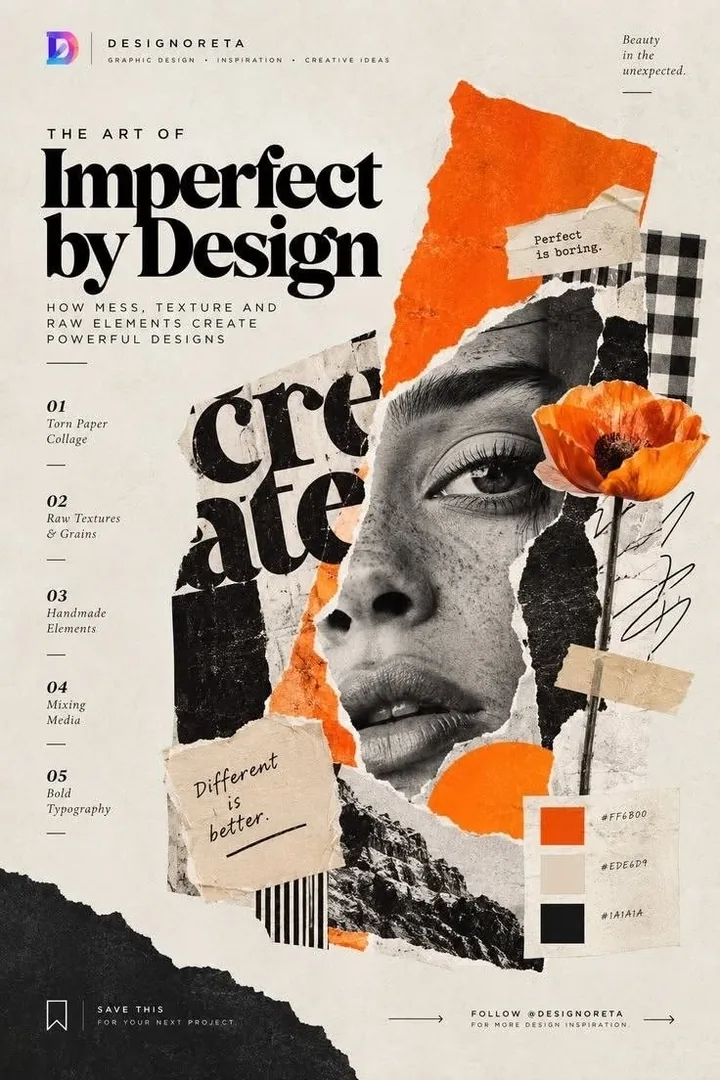 DESIGNORETA
GRAPHIC DESIGN • INSPIRATION • CREATIVE IDEAS
Beauty
in the
unexpected.
THE ART OF
Imperfect
by Design
HOW MESS, TEXTURE AND
RAW ELEMENTS CREATE
POWERFUL DESIGNS
Perfect
is boring.
cre
ate
01
Torn Paper
Collage
02
Raw Textures
& Grains
03
Handmade
Elements
04
Mixing
Media
05
Bold
Typography
Different
is
better.
#FF6B00
#EDE6D9
#1A1A1A
SAVE THIS
FOR YOUR NEXT PROJECT.
FOLLOW @DESIGNORETA
FOR MORE DESIGN INSPIRATION.